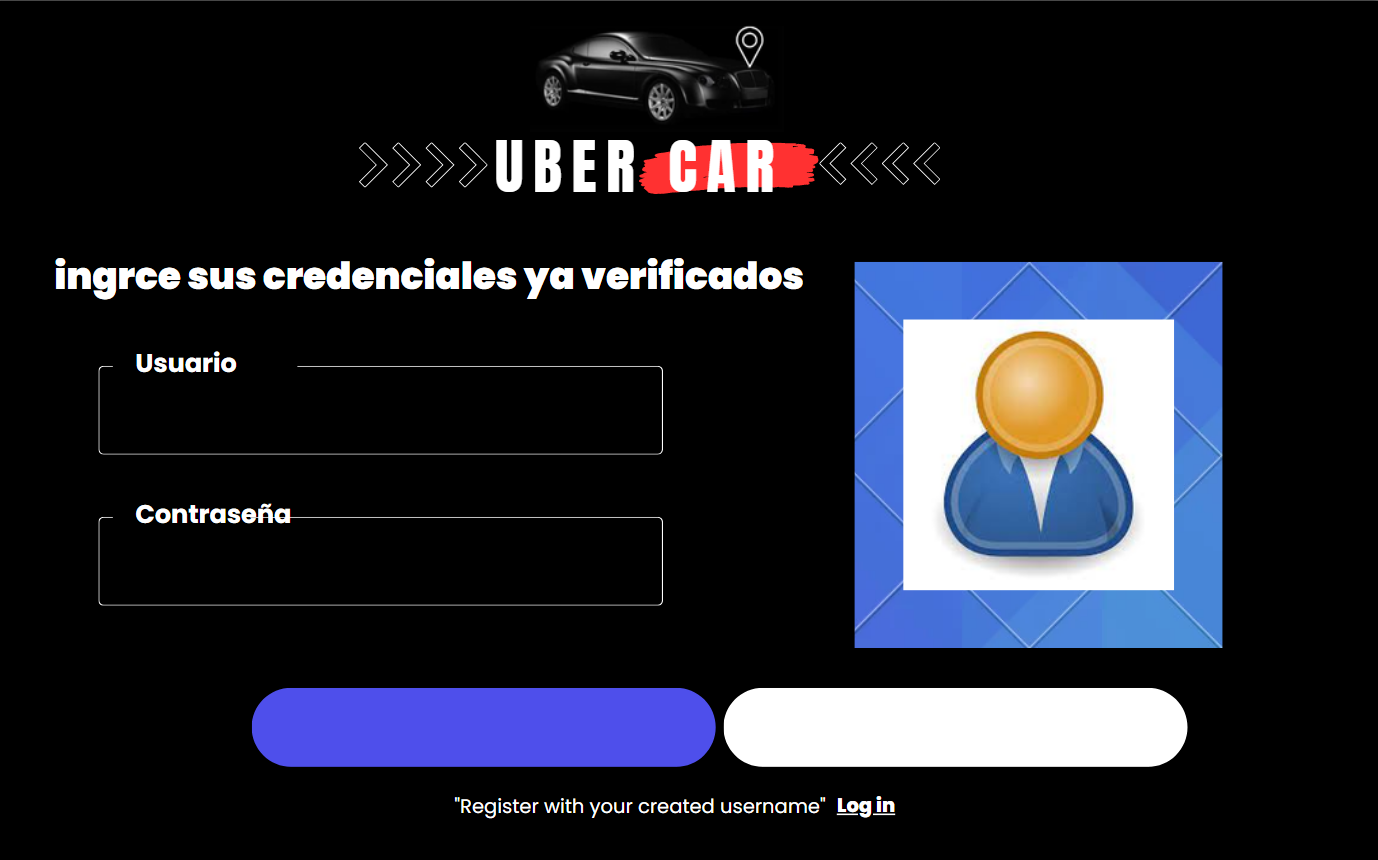 UBER CAR
ingrce sus credenciales ya verificados
Usuario
Contraseña
"Register with your created username" Log in